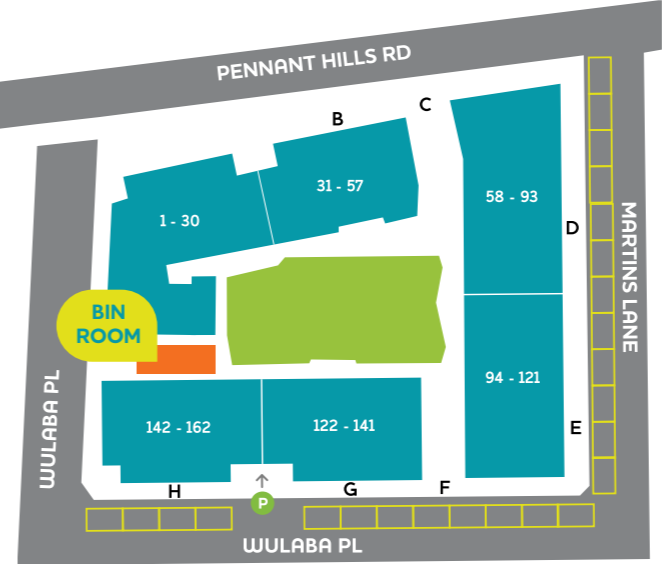 PENNANT HILLS RD
C
B
31 - 57
58 - 93
1 - 30
D
MARTINS LANE
BIN
ROOM
94 - 121
WULABA PL
142 - 162
122 - 141
E
H
G
F
P
WULABA PL